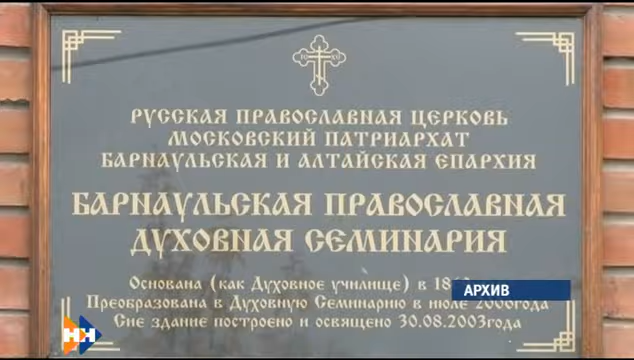 РУССКАЯ ПРАВОСЛАВНАЯ ЦЕРКОВЬ
МОСКОВСКИЙ ПАТРИАРХАТ
БАРНАУЛЬСКАЯ И АЛТАЙСКАЯ ЕПАРХИЯ
БАРНАУЛЬСКАЯ ПРАВОСЛАВНАЯ
ДУХОВНАЯ СЕМИНАРИЯ
Основана (как Духовное училище) в
АРХИВ
Преобразована в Духовную Семинарию в июле 2000года
Сие здание построено и освящено 30.08.2003года
НН